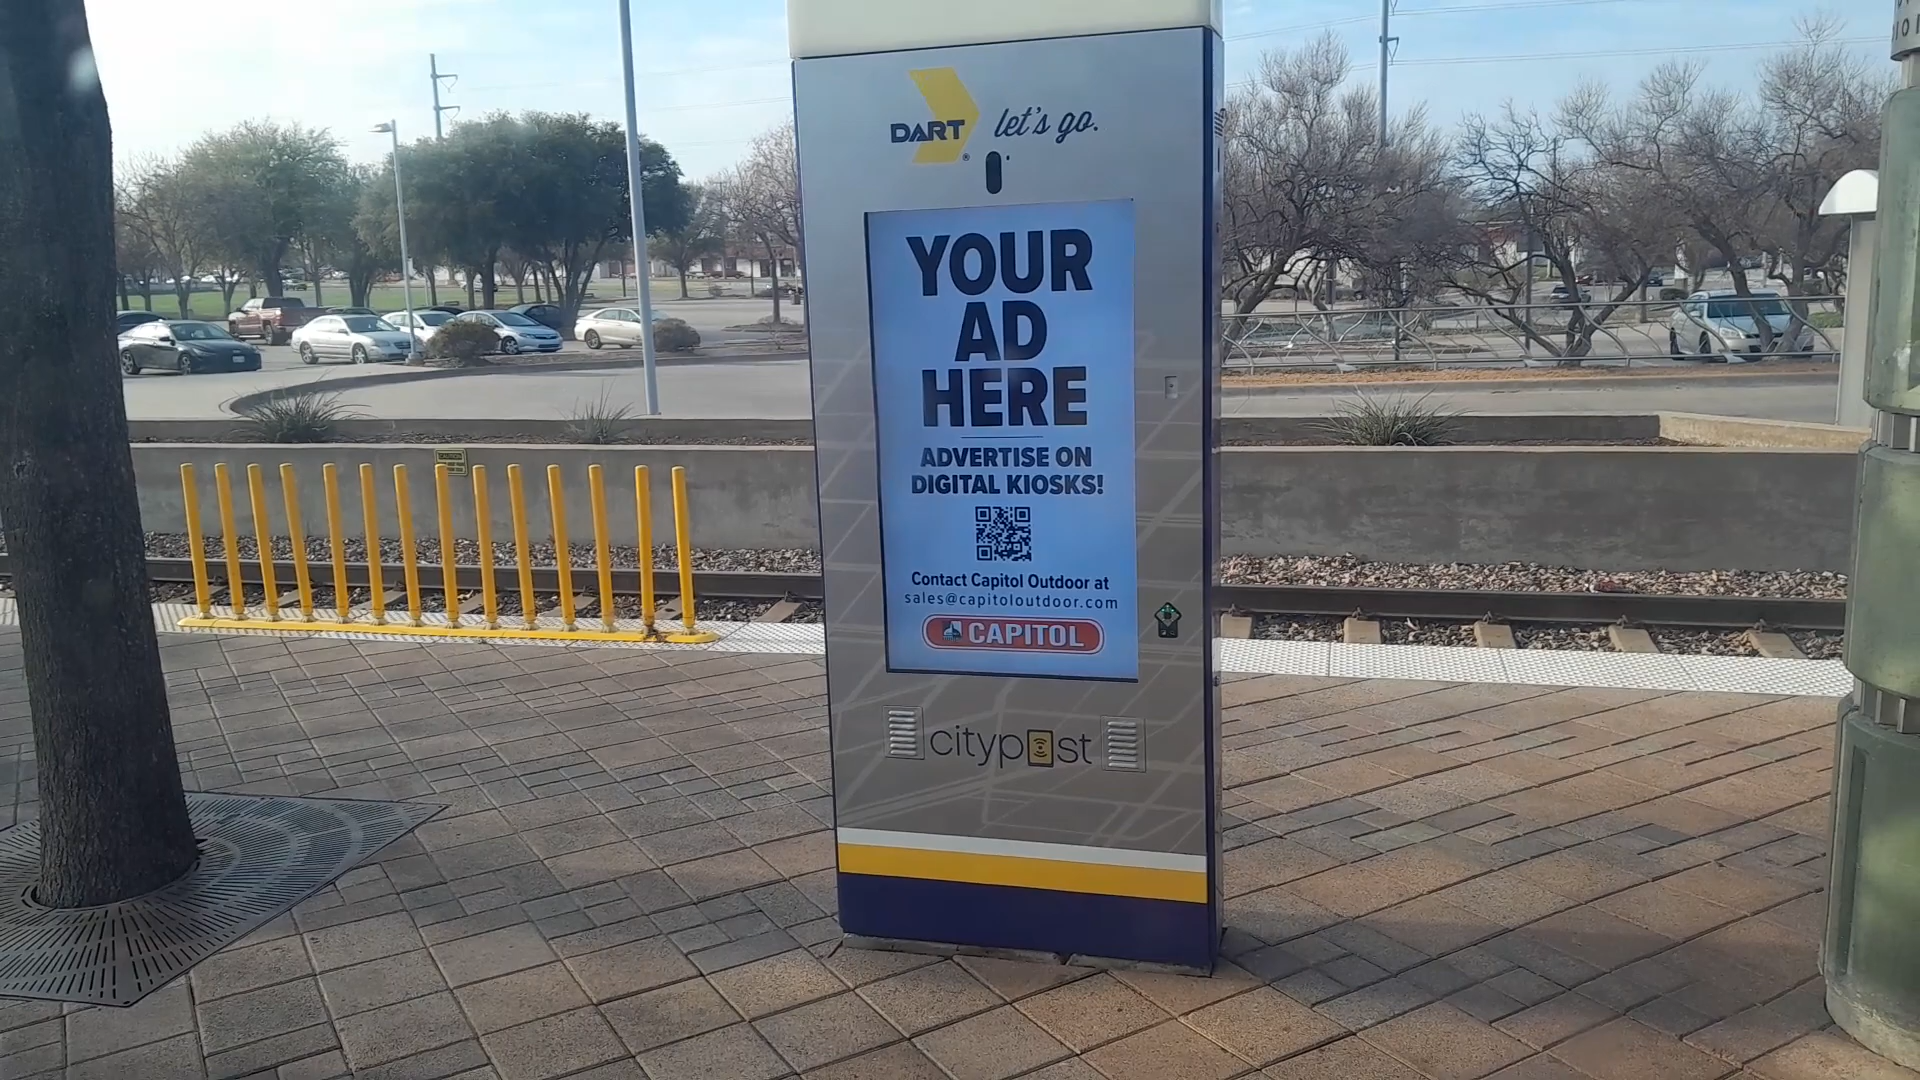 DART let's go.
YOUR
AD
HERE
ADVERTISE ON
DIGITAL KIOSKS!
Contact Capitol Outdoor at
sales@capitoloutdoor.com
CAPITOL
citypost